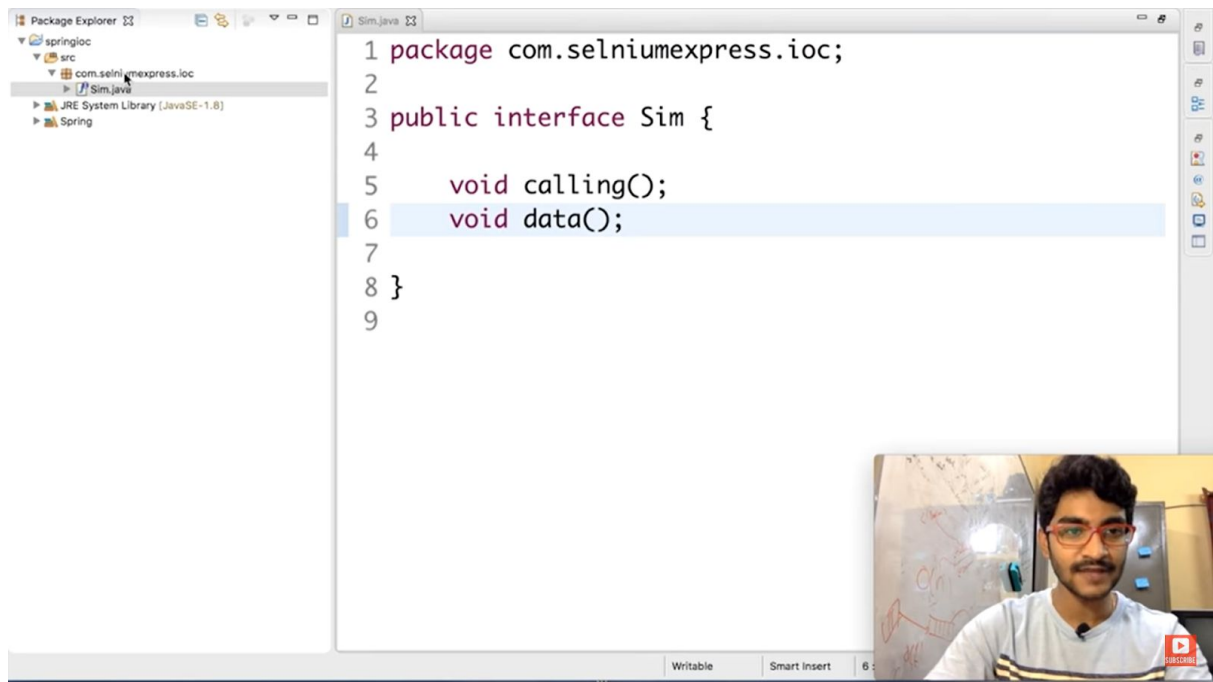 Package Explorer
springioc
src
com.selniumexpress.ioc
Sim.java
JRE System Library [JavaSE-1.8]
Spring
Sim.java
1 package com.selniumexpress.ioc;
2
3 public interface Sim {
4
5 void calling();
6 void data();
7
8 }
9
Writable
Smart Insert
6 :
SUBSCRIBE